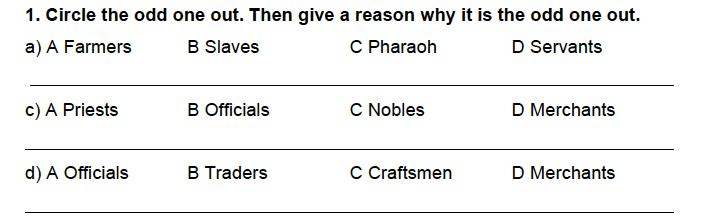 1. Circle the odd one out. Then give a reason why it is the odd one out.
a) A Farmers B Slaves C Pharaoh D Servants
c) A Priests B Officials C Nobles D Merchants
d) A Officials B Traders C Craftsmen D Merchants